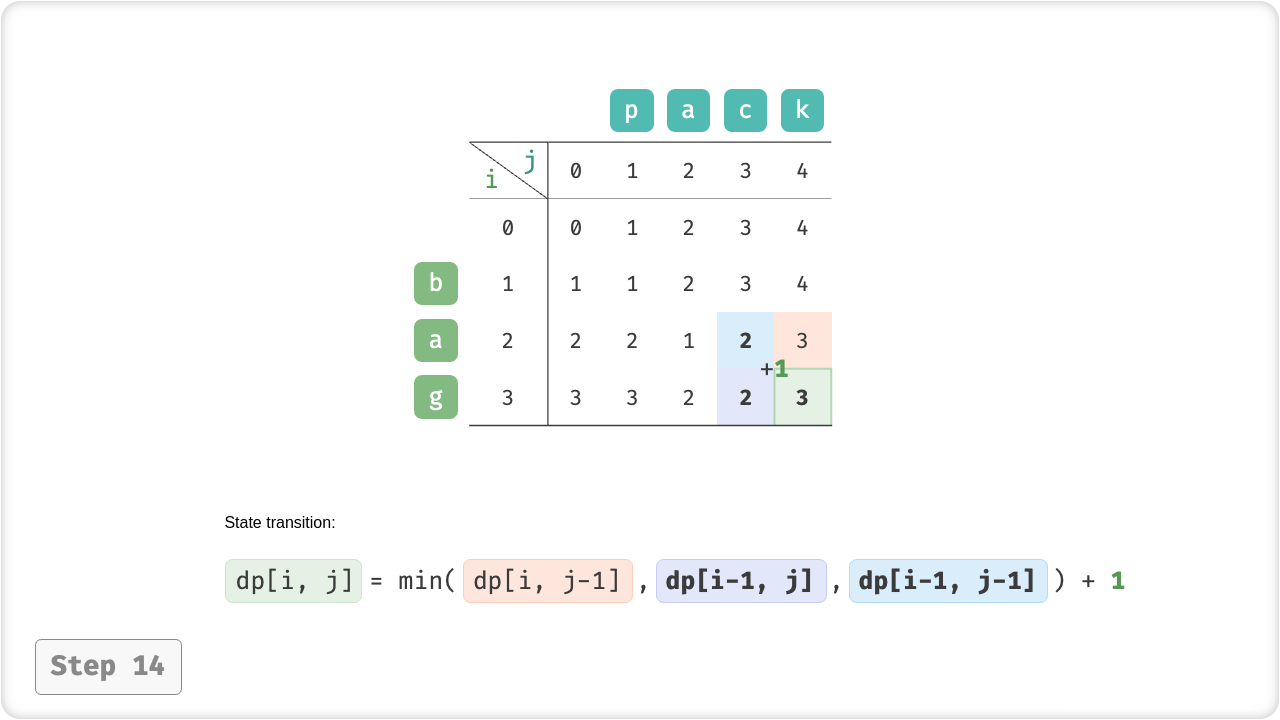 p a c k
i j 0 1 2 3 4
0 0 1 2 3 4
b 1 1 1 2 3 4
a 2 2 2 1 2 3
+1
g 3 3 3 2 2 3
State transition:
dp[i, j] = min( dp[i, j-1] , dp[i-1, j] , dp[i-1, j-1] ) + 1
Step 14